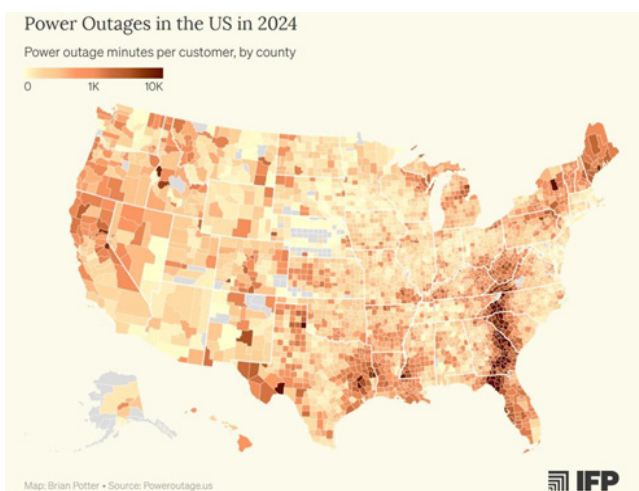 Power Outages in the US in 2024
Power outage minutes per customer, by county
0 1K 10K
Map: Brian Potter • Source: Poweroutage.us
IFP